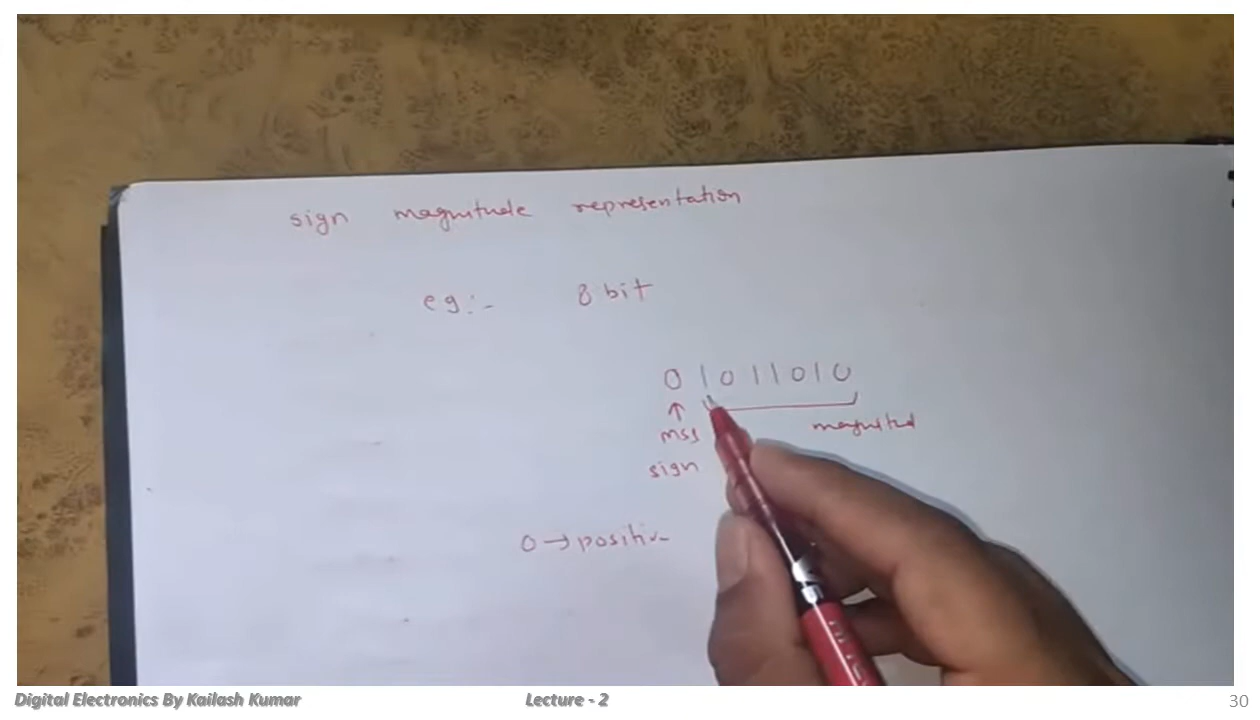 sign magnitude representation
eg:- 8 bit
0 1 0 1 1 0 1 0
↑
MSB magnitud
sign
0 → positiv
Digital Electronics By Kailash Kumar Lecture - 2 30